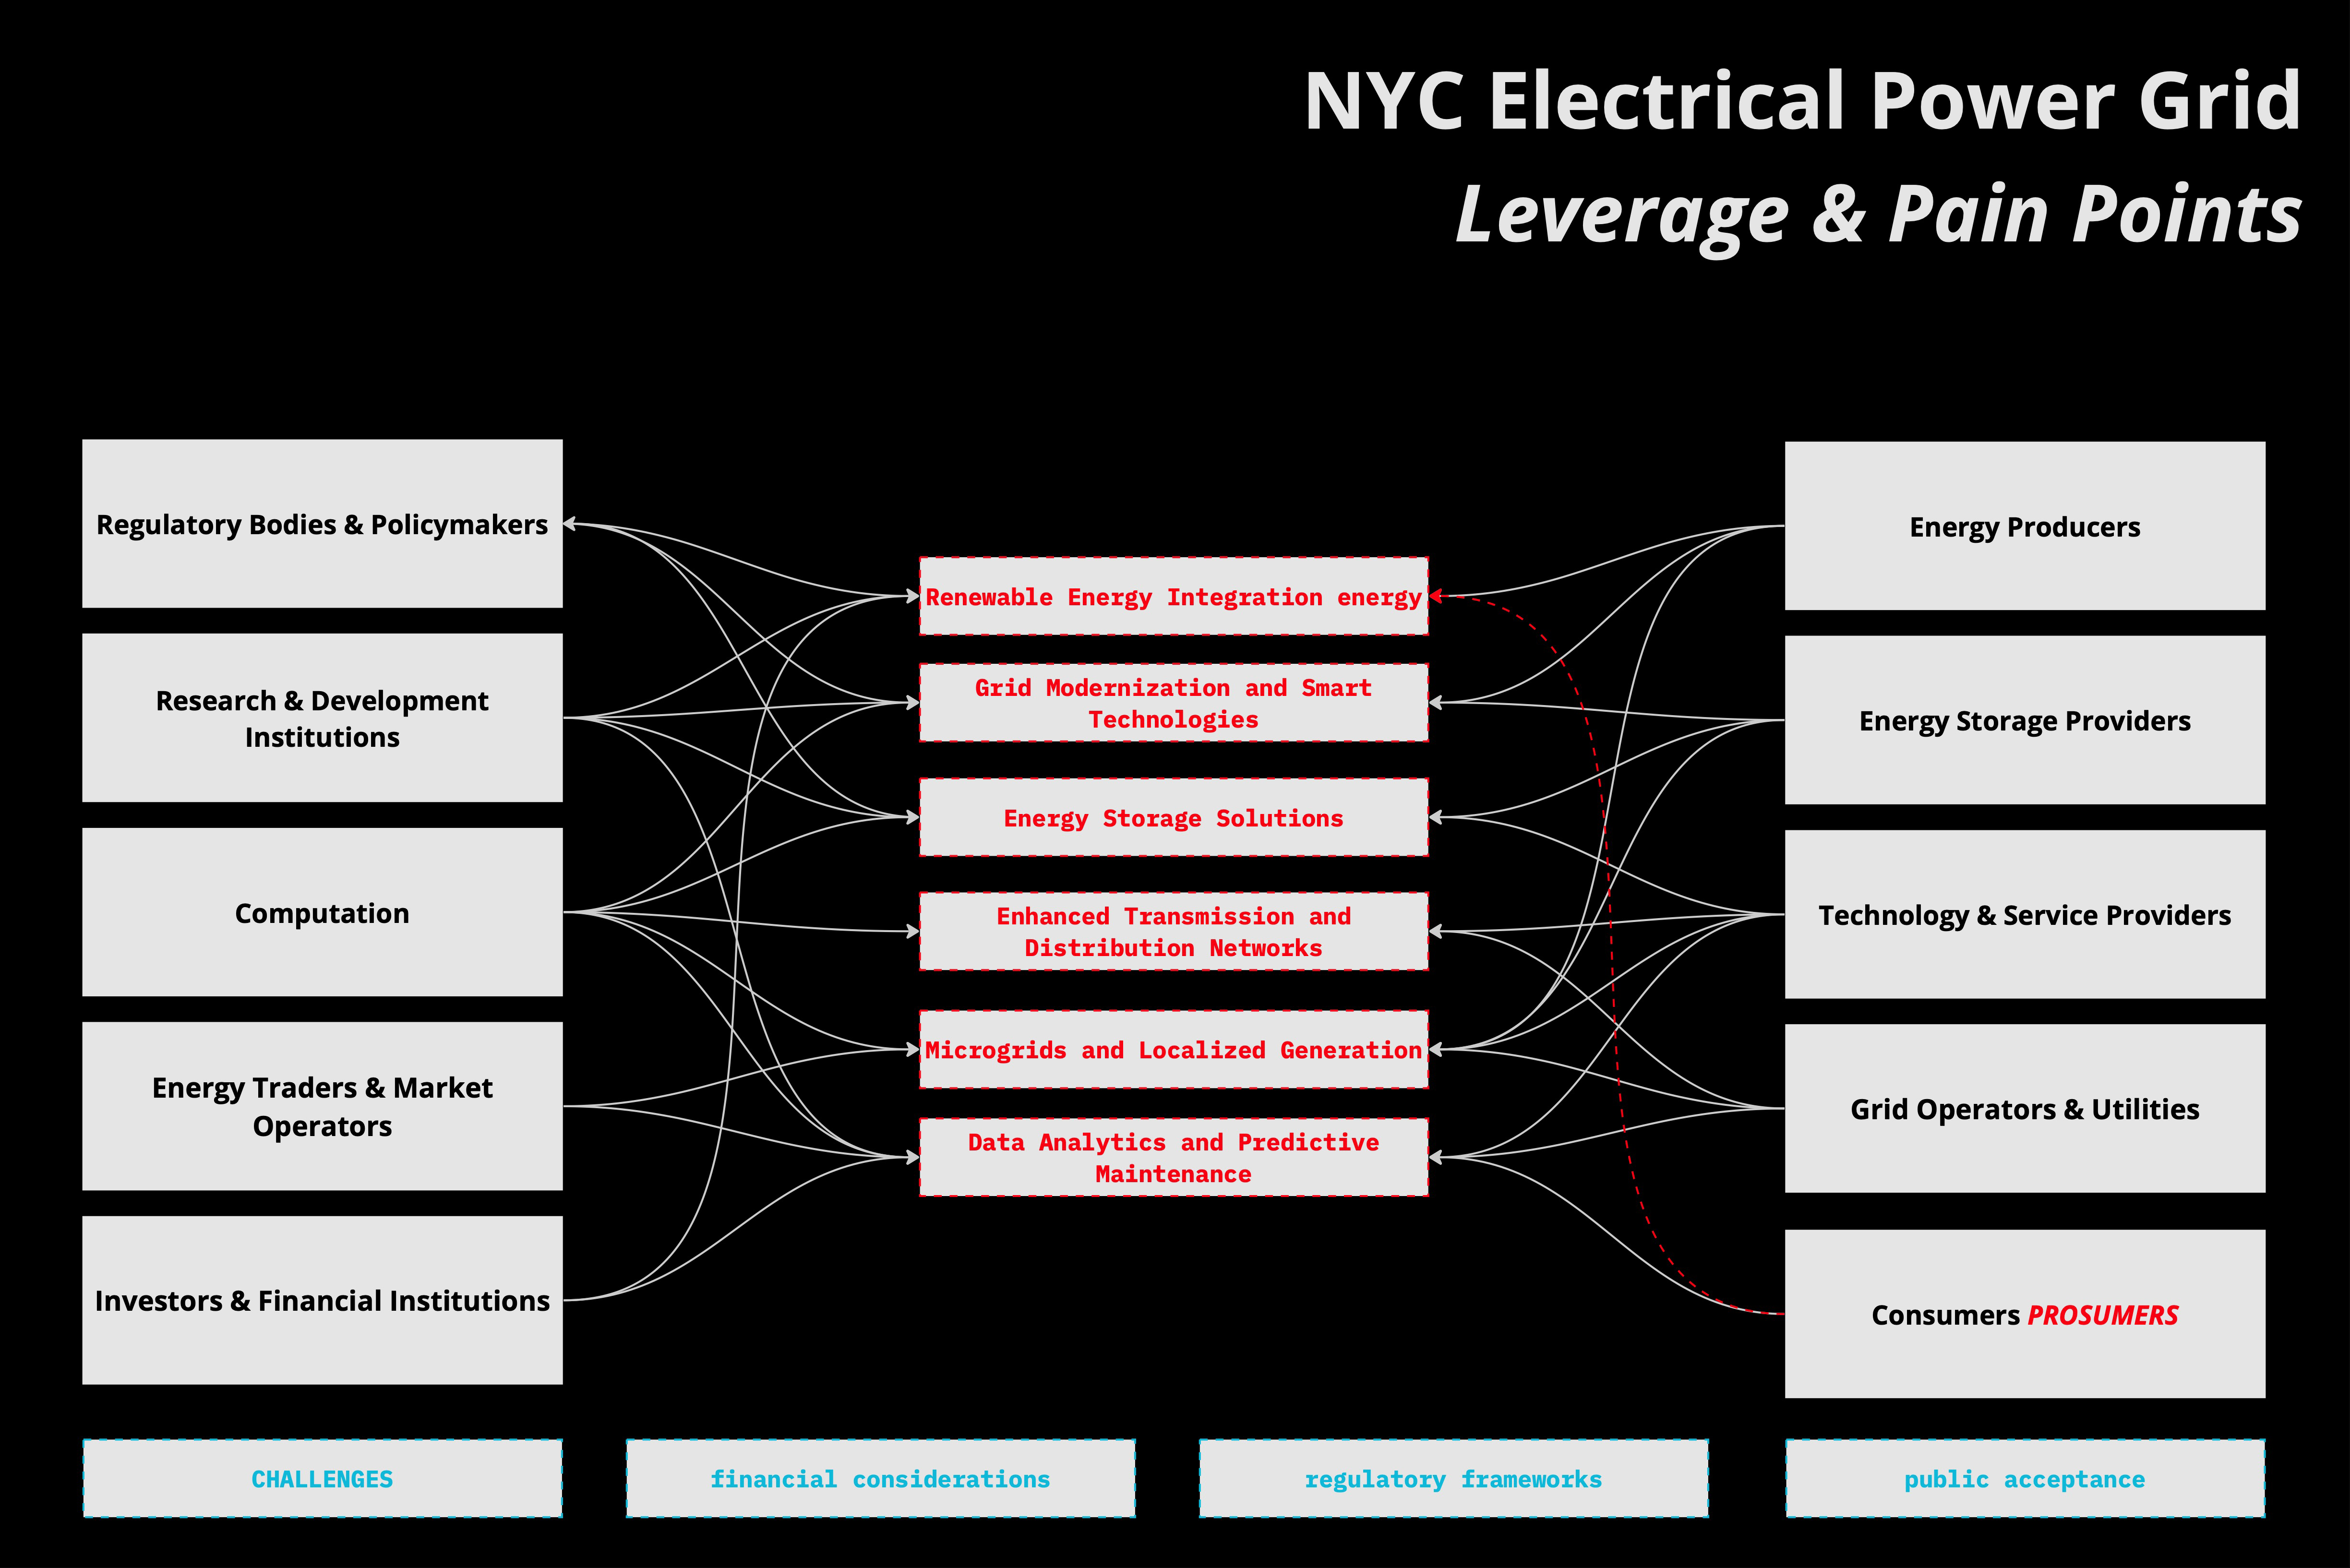 NYC Electrical Power Grid
Leverage & Pain Points
Regulatory Bodies & Policymakers
Research & Development
Institutions
Computation
Energy Traders & Market
Operators
Investors & Financial Institutions
Renewable Energy Integration energy
Grid Modernization and Smart
Technologies
Energy Storage Solutions
Enhanced Transmission and
Distribution Networks
Microgrids and Localized Generation
Data Analytics and Predictive
Maintenance
Energy Producers
Energy Storage Providers
Technology & Service Providers
Grid Operators & Utilities
Consumers PROSUMERS
CHALLENGES
financial considerations
regulatory frameworks
public acceptance